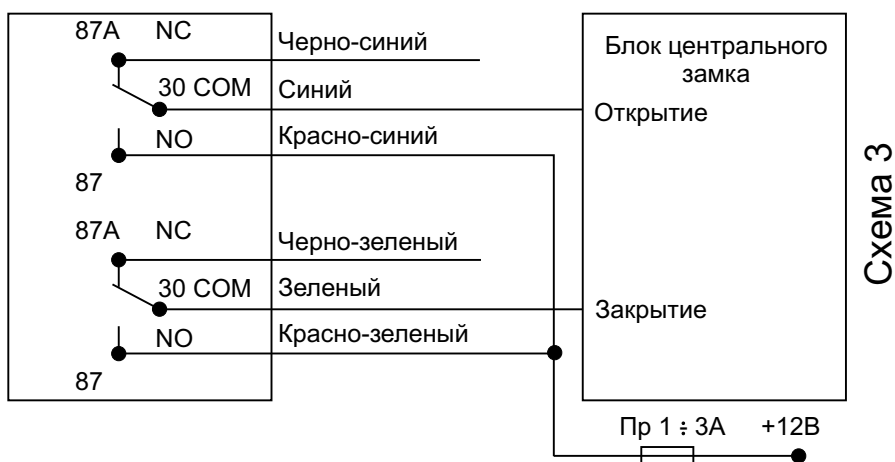 87A NC
Черно-синий
30 COM Синий
NO Красно-синий
87
87A NC
Черно-зеленый
30 COM Зеленый
NO Красно-зеленый
87
Блок центрального
замка
Открытие
Закрытие
Пр 1 ÷ 3А +12В
Схема 3